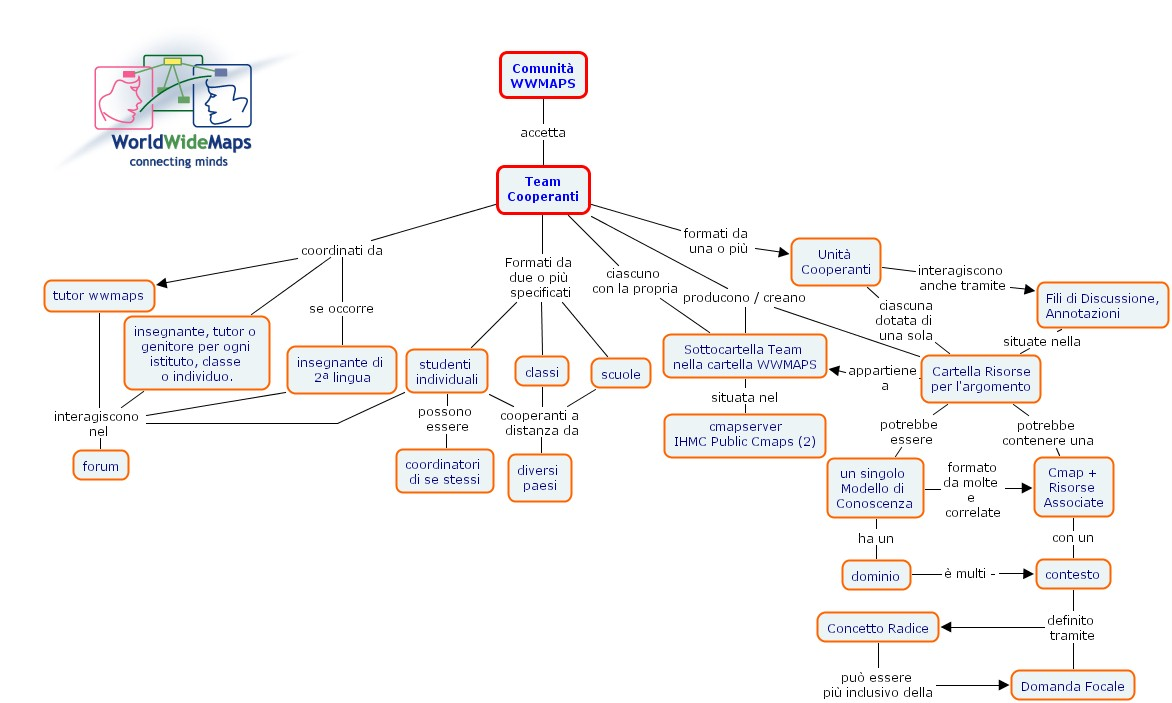 WorldWideMaps
connecting minds
Comunità
WWMAPS
accetta
Team
Cooperanti
coordinati da
Formati da
due o più
specificati
ciascuno
con la propria
producono / creano
formati da
una o più
Unità
Cooperanti
interagiscono
anche tramite
Fili di Discussione,
Annotazioni
ciascuna
dotata di
una sola
situate nella
tutor wwmaps
se occorre
insegnante, tutor o
genitore per ogni
istituto, classe
o individuo.
insegnante di
2ª lingua
studenti
individuali
classi
scuole
Sottocartella Team
nella cartella WWMAPS
appartiene
a
Cartella Risorse
per l'argomento
interagiscono
nel
forum
possono
essere
coordinatori
di se stessi
cooperanti a
distanza da
diversi
paesi
situata nel
cmapserver
IHMC Public Cmaps (2)
potrebbe
essere
potrebbe
contenere una
un singolo
Modello di
Conoscenza
formato
da molte
e
correlate
Cmap +
Risorse
Associate
ha un
con un
dominio
è multi -
contesto
definito
tramite
Concetto Radice
può essere
più inclusivo della
Domanda Focale